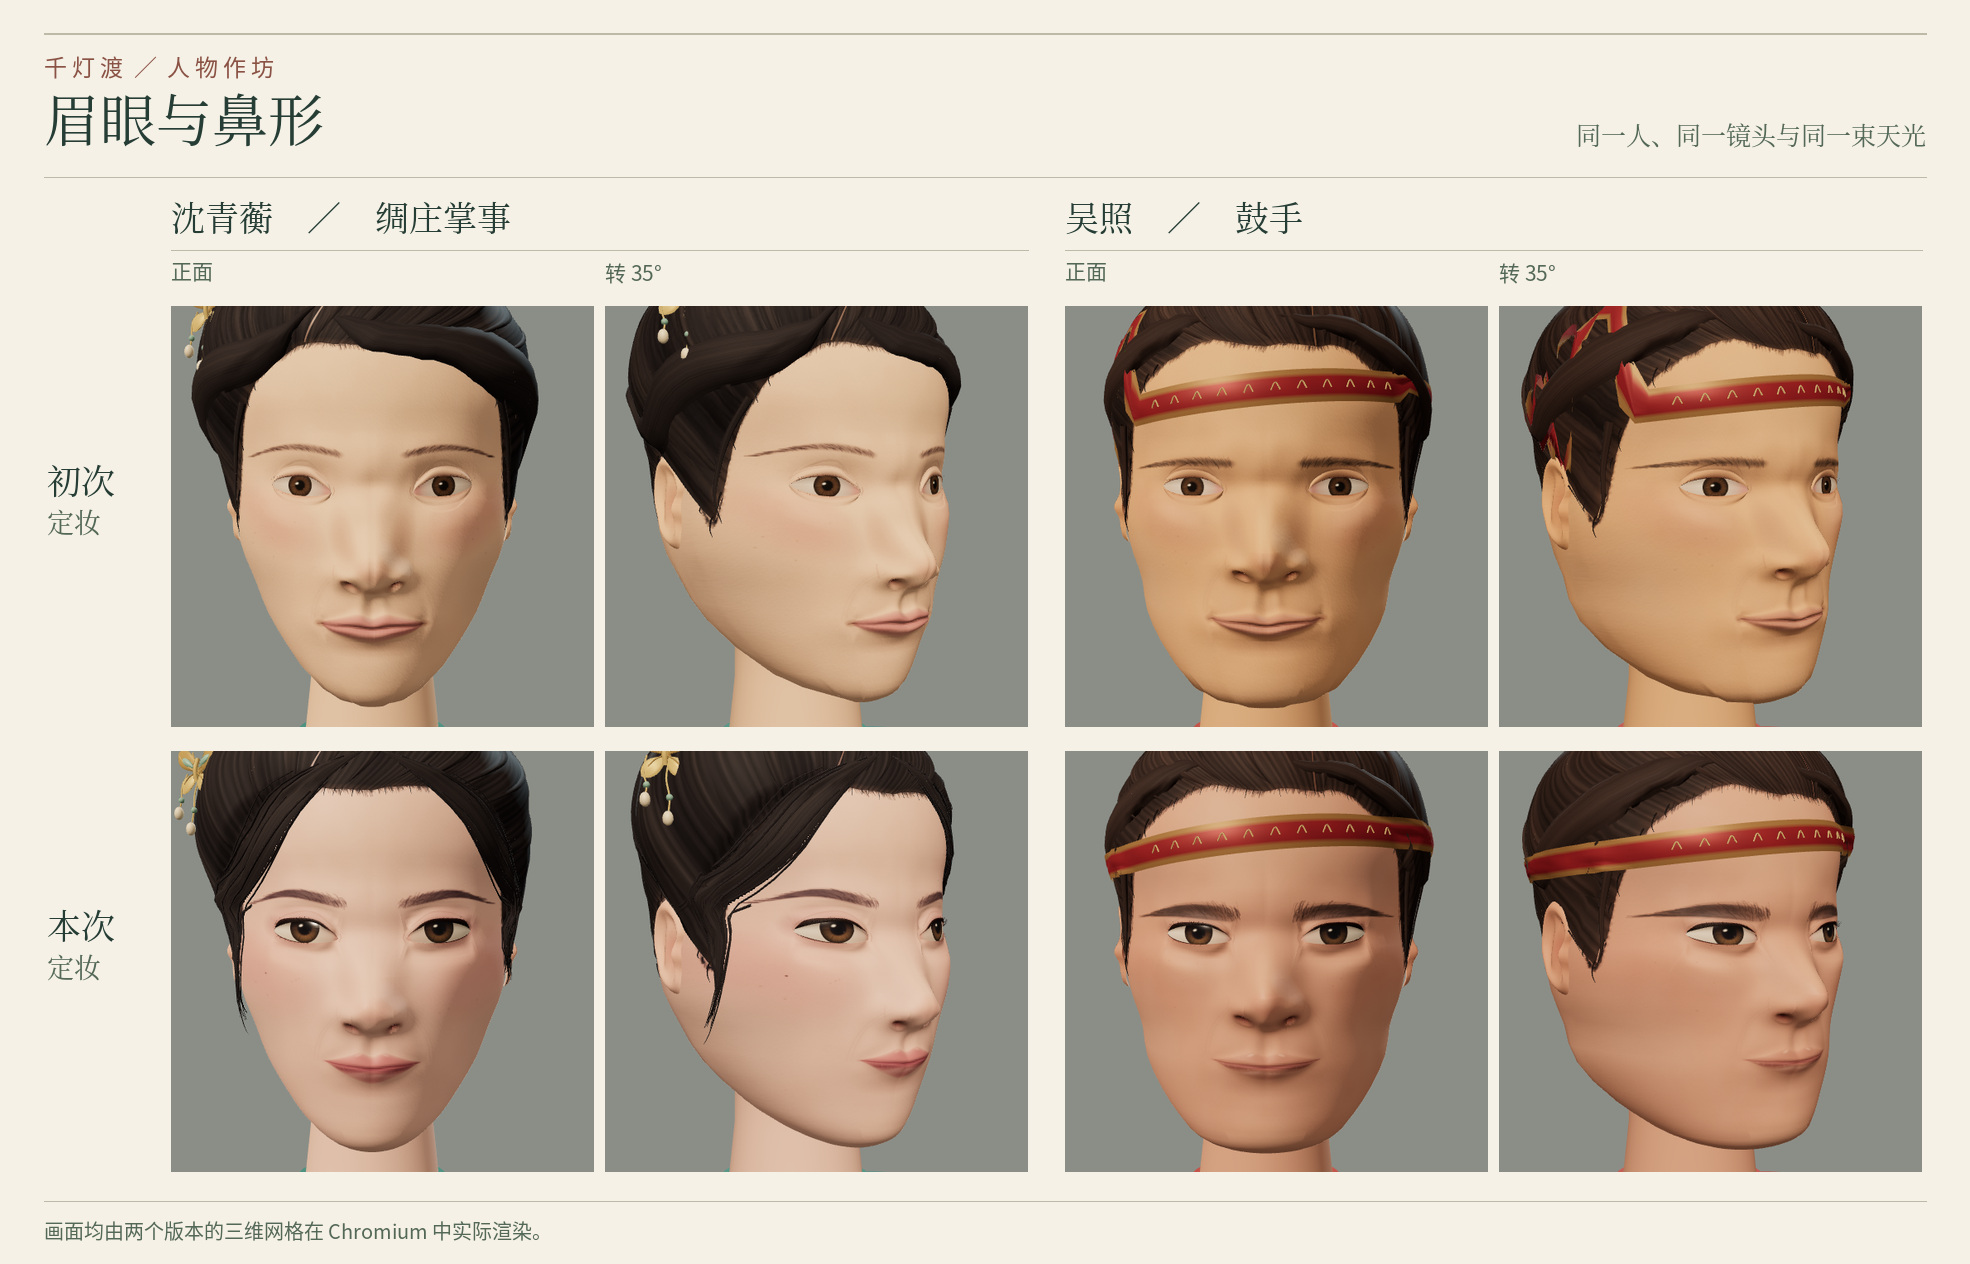 千灯渡 ／ 人物作坊
眉眼与鼻形
同一人、同一镜头与同一束天光
沈青蘅 ／ 绸庄掌事
吴照 ／ 鼓手
正面
转 35°
正面
转 35°
初次
定妆
本次
定妆
画面均由两个版本的三维网格在 Chromium 中实际渲染。